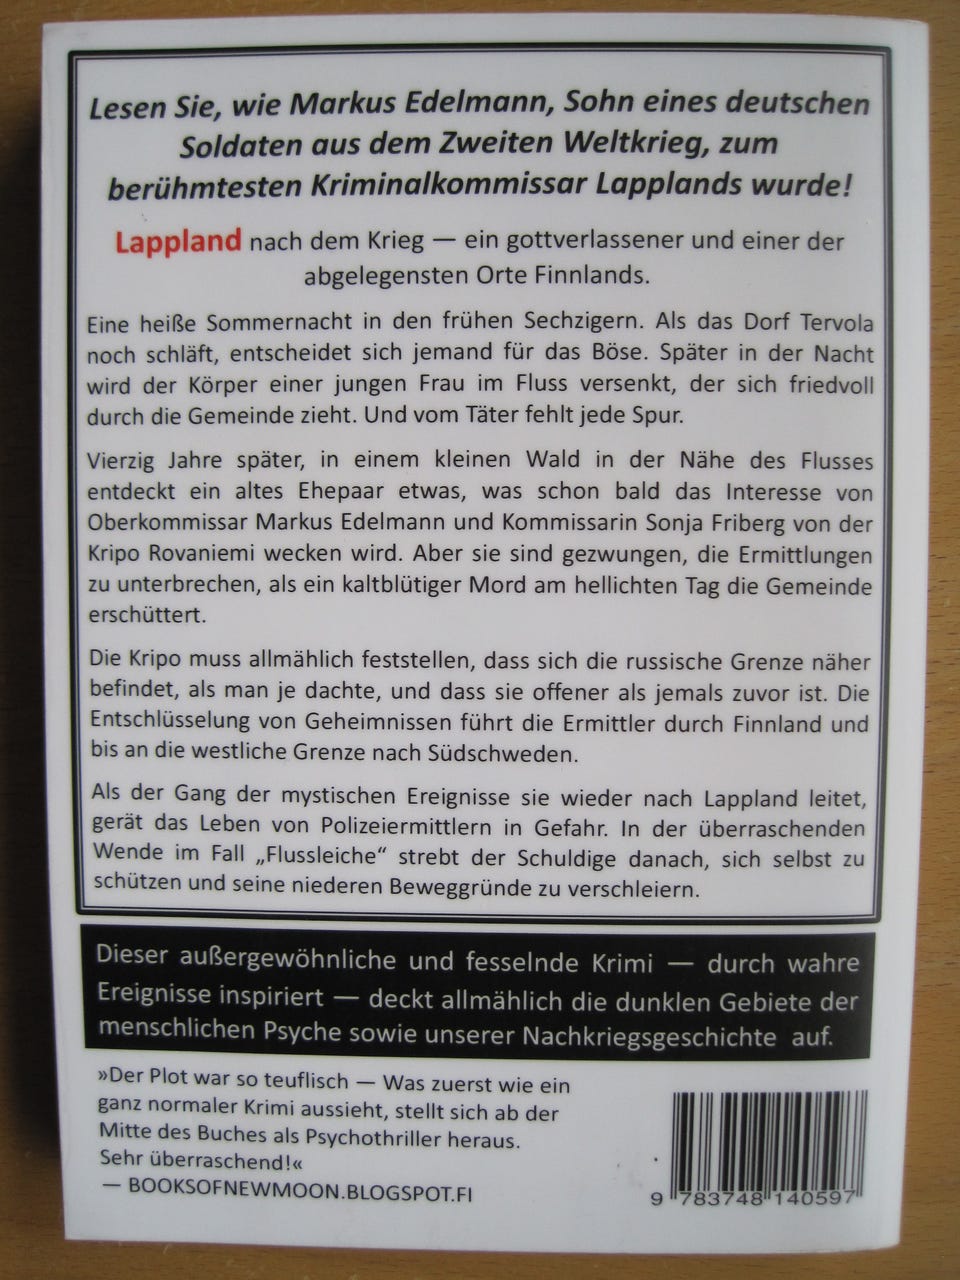 Lesen Sie, wie Markus Edelmann, Sohn eines deutschen
Soldaten aus dem Zweiten Weltkrieg, zum
berühmtesten Kriminalkommissar Lapplands wurde!
Lappland nach dem Krieg — ein gottverlassener und einer der
abgelegensten Orte Finnlands.
Eine heiße Sommernacht in den frühen Sechzigern. Als das Dorf Tervola
noch schläft, entscheidet sich jemand für das Böse. Später in der Nacht
wird der Körper einer jungen Frau im Fluss versenkt, der sich friedvoll
durch die Gemeinde zieht. Und vom Täter fehlt jede Spur.
Vierzig Jahre später, in einem kleinen Wald in der Nähe des Flusses
entdeckt ein altes Ehepaar etwas, was schon bald das Interesse von
Oberkommissar Markus Edelmann und Kommissarin Sonja Friberg von der
Kripo Rovaniemi wecken wird. Aber sie sind gezwungen, die Ermittlungen
zu unterbrechen, als ein kaltblütiger Mord am hellichten Tag die Gemeinde
erschüttert.
Die Kripo muss allmählich feststellen, dass sich die russische Grenze näher
befindet, als man je dachte, und dass sie offener als jemals zuvor ist. Die
Entschlüsselung von Geheimnissen führt die Ermittler durch Finnland und
bis an die westliche Grenze nach Südschweden.
Als der Gang der mystischen Ereignisse sie wieder nach Lappland leitet,
gerät das Leben von Polizeiermittlern in Gefahr. In der überraschenden
Wende im Fall „Flussleiche“ strebt der Schuldige danach, sich selbst zu
schützen und seine niederen Beweggründe zu verschleiern.
Dieser außergewöhnliche und fesselnde Krimi — durch wahre
Ereignisse inspiriert — deckt allmählich die dunklen Gebiete der
menschlichen Psyche sowie unserer Nachkriegsgeschichte auf.
»Der Plot war so teuflisch — Was zuerst wie ein
ganz normaler Krimi aussieht, stellt sich ab der
Mitte des Buches als Psychothriller heraus.
Sehr überraschend!«
— BOOKSOFNEWMOON.BLOGSPOT.FI
9 783748 140597